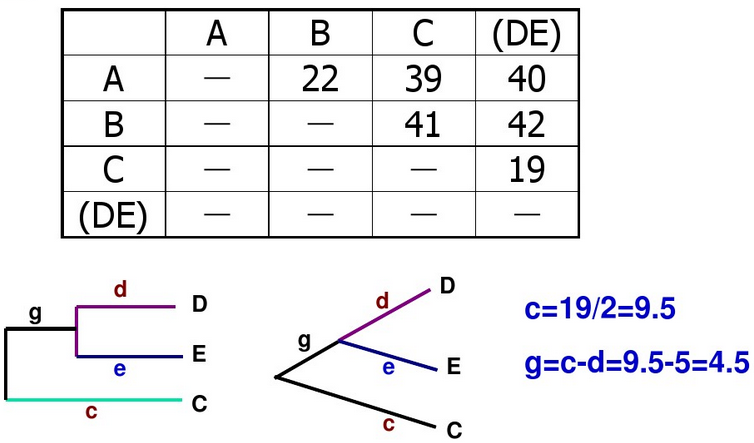 A B C (DE)
A — 22 39 40
B — — 41 42
C — — — 19
(DE) — — — —
d D
g
e E
c C
d D
g
e E
c C
c=19/2=9.5
g=c-d=9.5-5=4.5